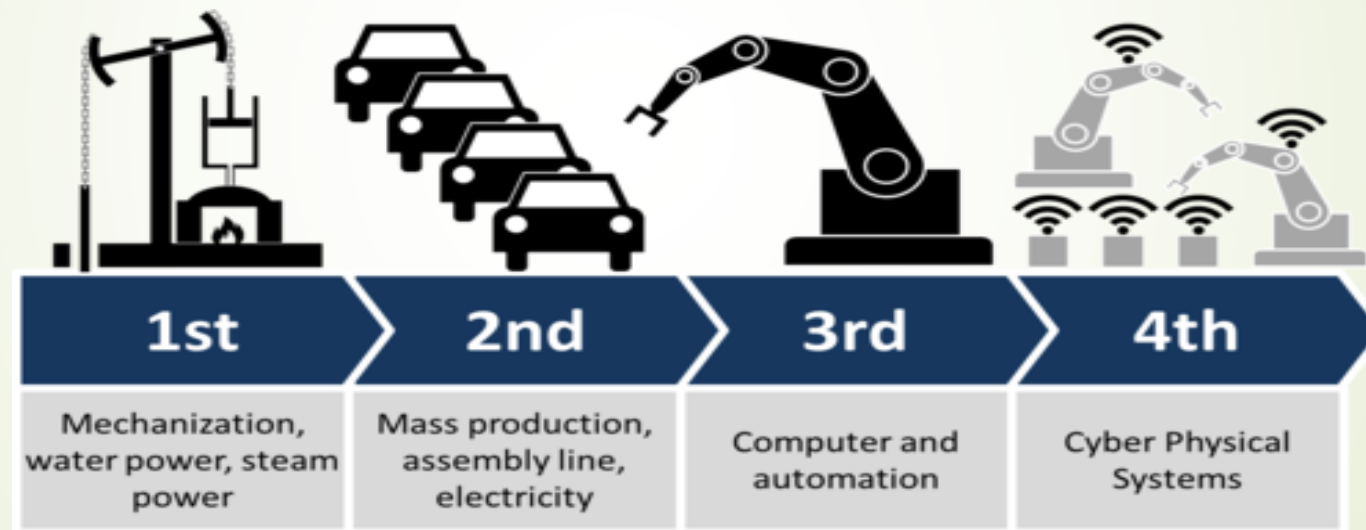 1st
2nd
3rd
4th
Mechanization,
water power, steam
power
Mass production,
assembly line,
electricity
Computer and
automation
Cyber Physical
Systems